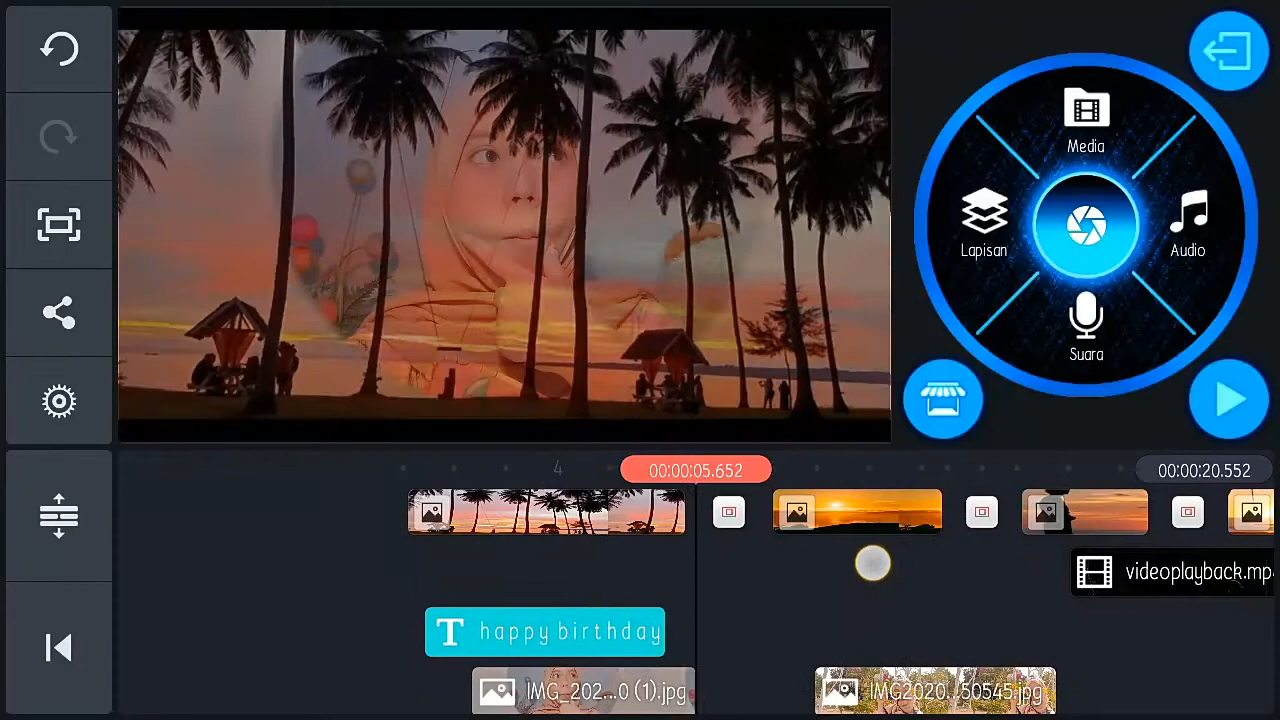 Media
Lapisan
Audio
Suara
4
00:00:05.652
00:00:20.552
videoplayback.mp
T happy birthday
IMG_202...0 (1).jpg
IMG2020...50545.jpg